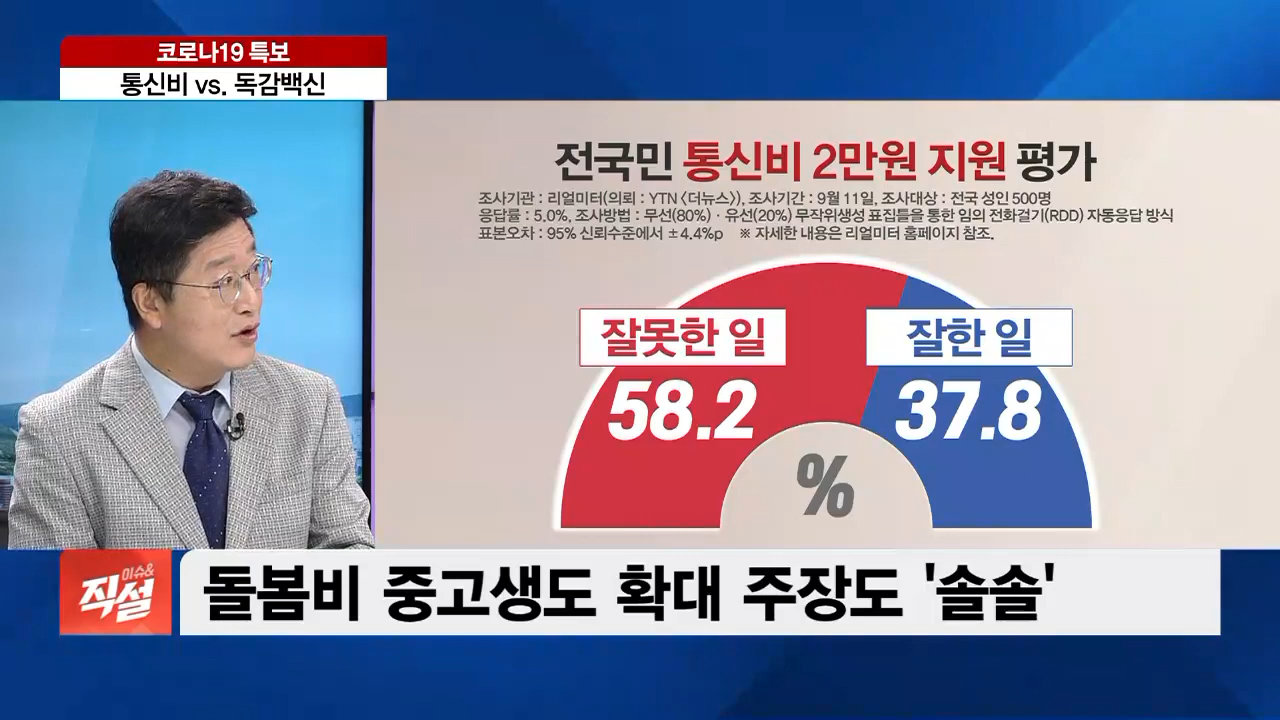 코로나19 특보
통신비 vs. 독감백신
전국민 통신비 2만원 지원 평가
조사기관 : 리얼미터(의뢰 : YTN <더뉴스>), 조사기간 : 9월 11일, 조사대상 : 전국 성인 500명
응답률 : 5.0%, 조사방법 : 무선(80%) · 유선(20%) 무작위생성 표집틀을 통한 임의 전화걸기(RDD) 자동응답 방식
표본오차 : 95% 신뢰수준에서 ±4.4%p ※ 자세한 내용은 리얼미터 홈페이지 참조.
잘못한 일
58.2
잘한 일
37.8
%
이슈&
직설
돌봄비 중고생도 확대 주장도 '솔솔'